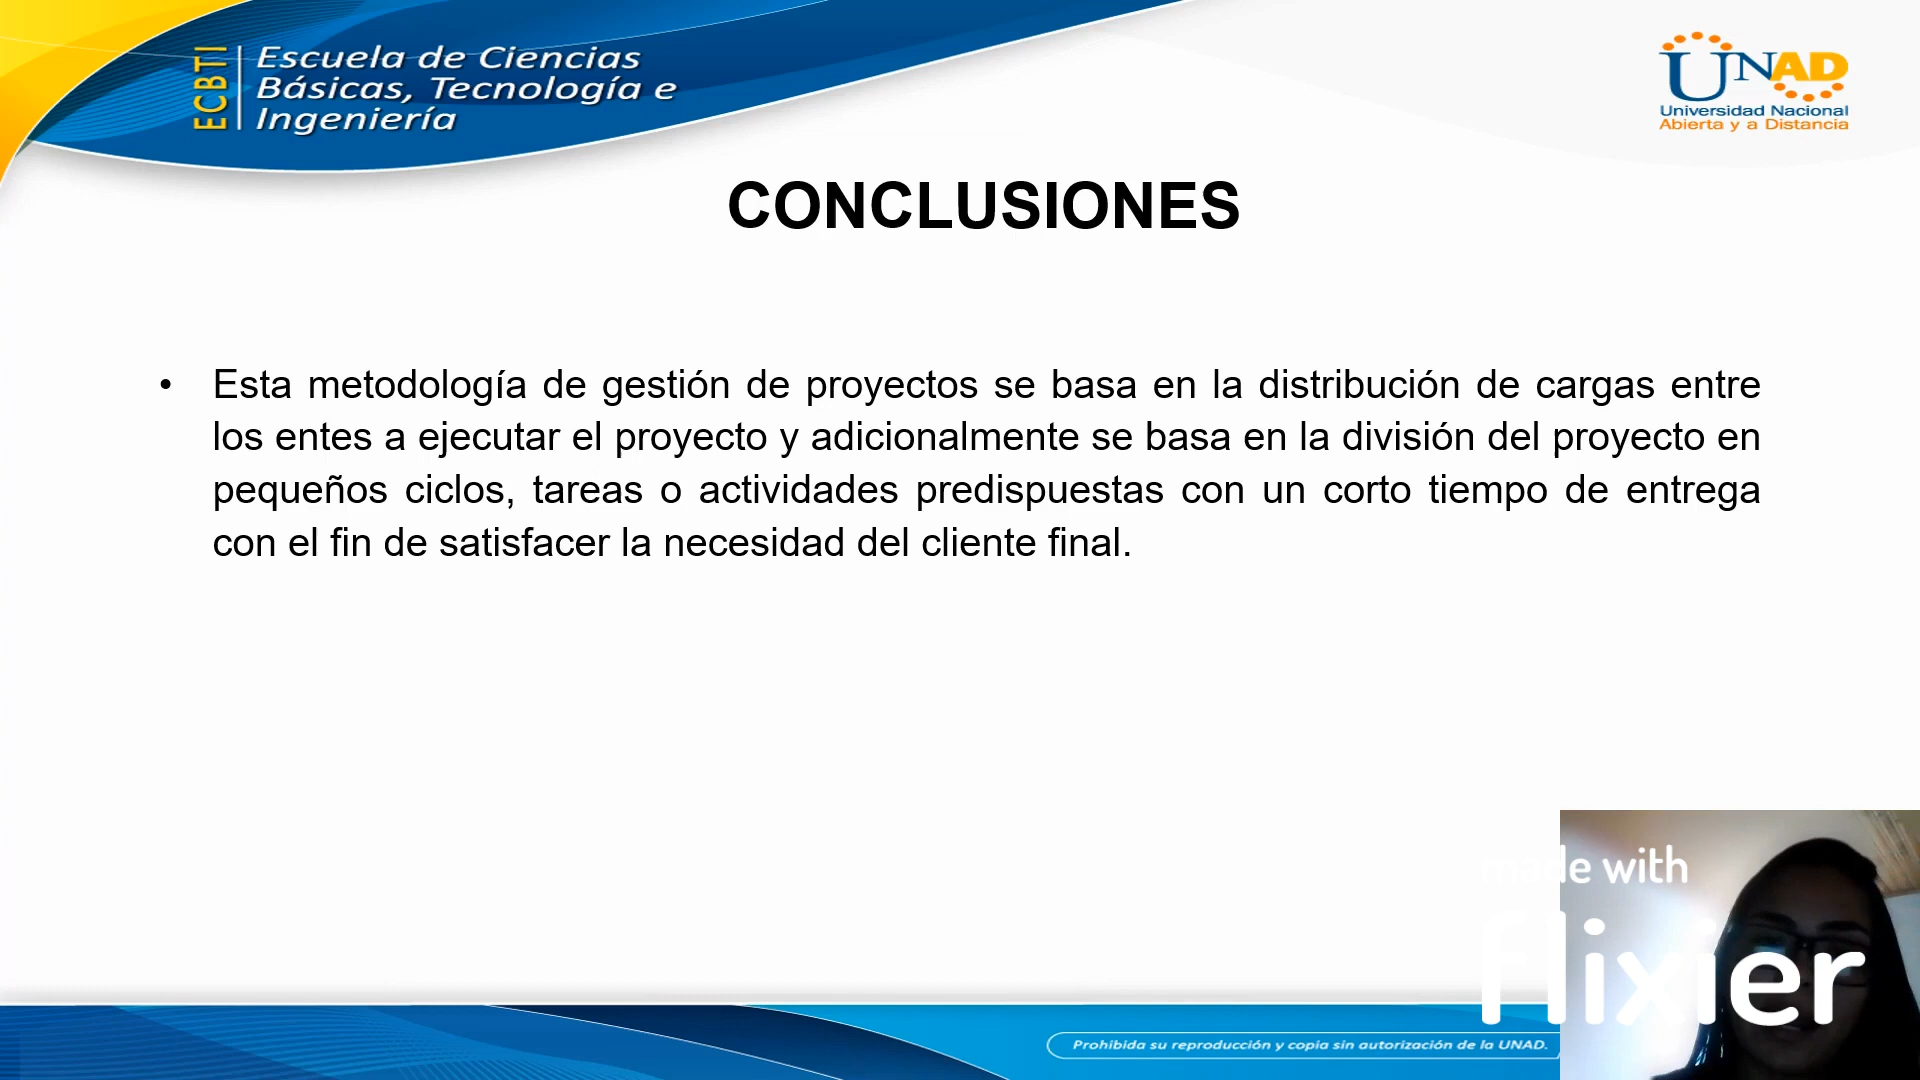 ECBTI
Escuela de Ciencias
Básicas, Tecnología e
Ingeniería
UNAD
Universidad Nacional
Abierta y a Distancia
CONCLUSIONES
• Esta metodología de gestión de proyectos se basa en la distribución de cargas entre
los entes a ejecutar el proyecto y adicionalmente se basa en la división del proyecto en
pequeños ciclos, tareas o actividades predispuestas con un corto tiempo de entrega
con el fin de satisfacer la necesidad del cliente final.
made with
flixier
Prohibida su reproducción y copia sin autorización de la UNAD.